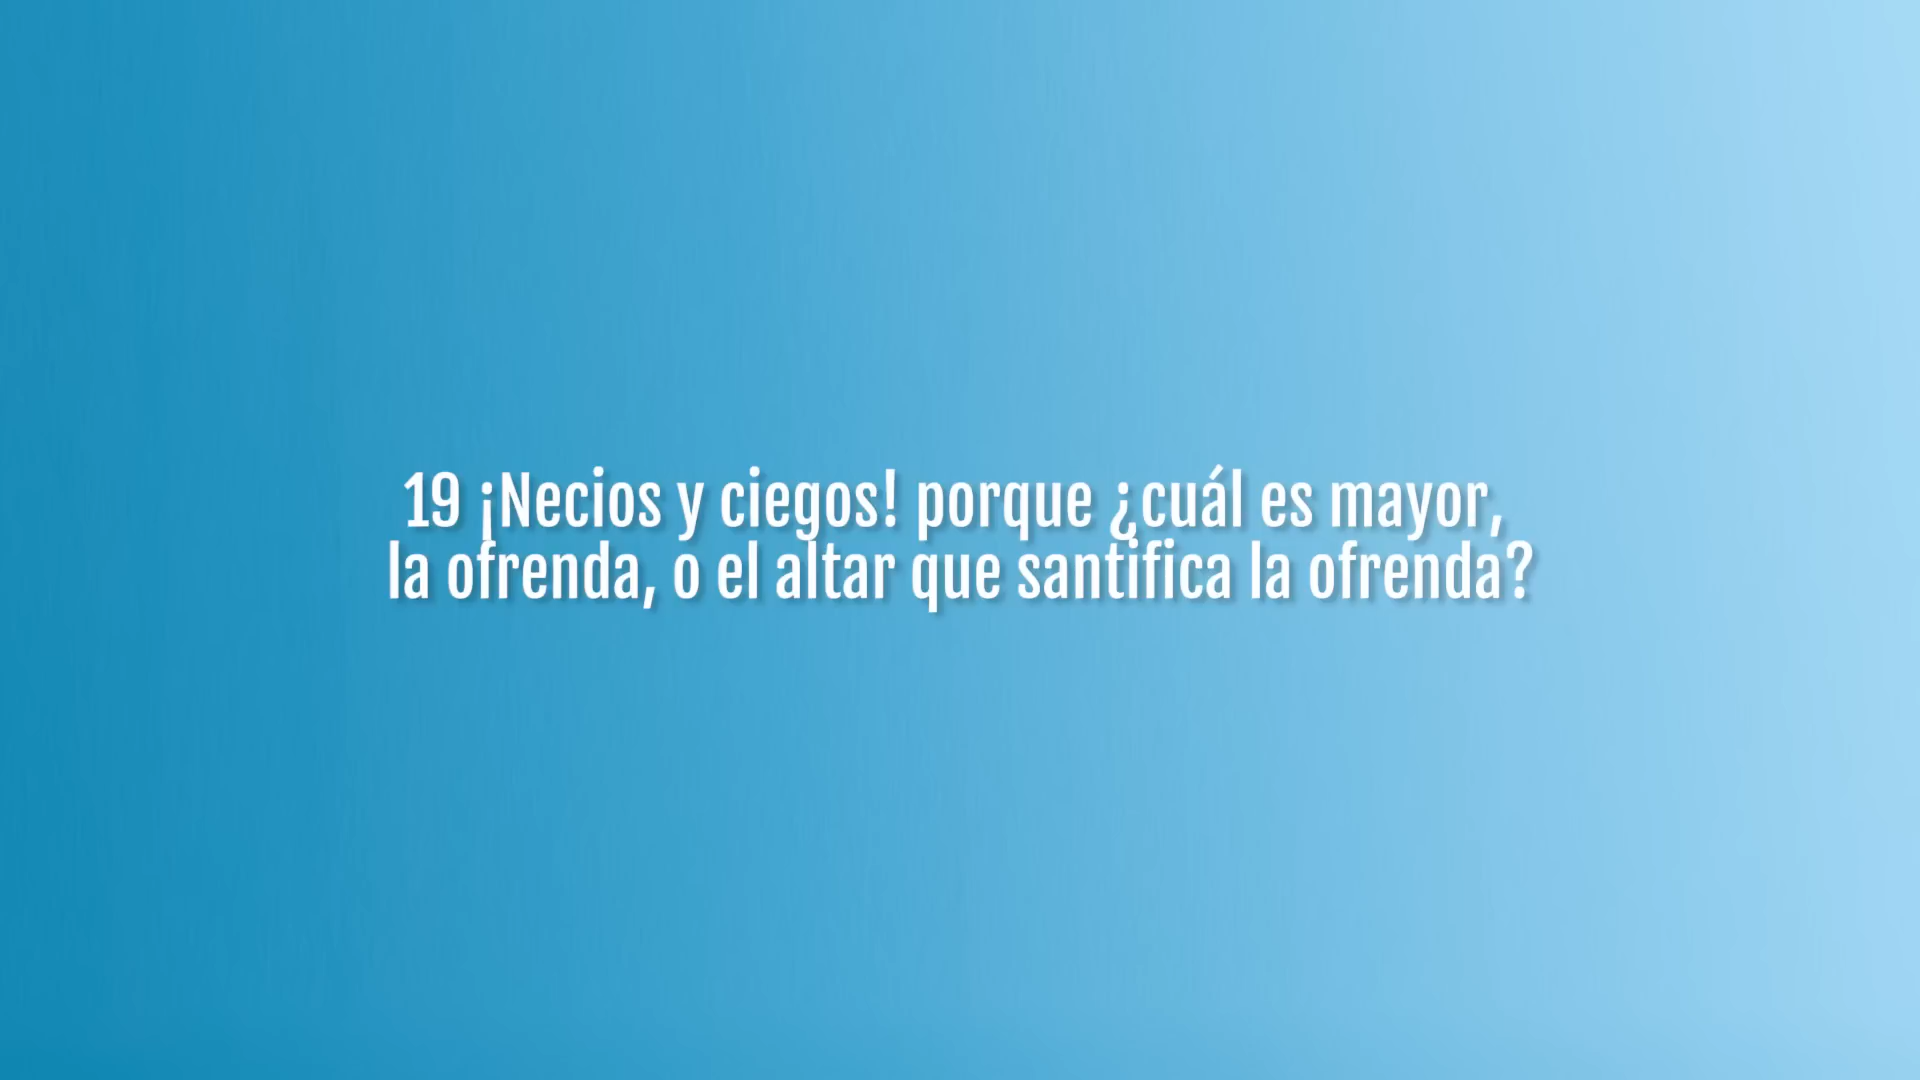 19 ¡Necios y ciegos! porque ¿cuál es mayor,
la ofrenda, o el altar que santifica la ofrenda?